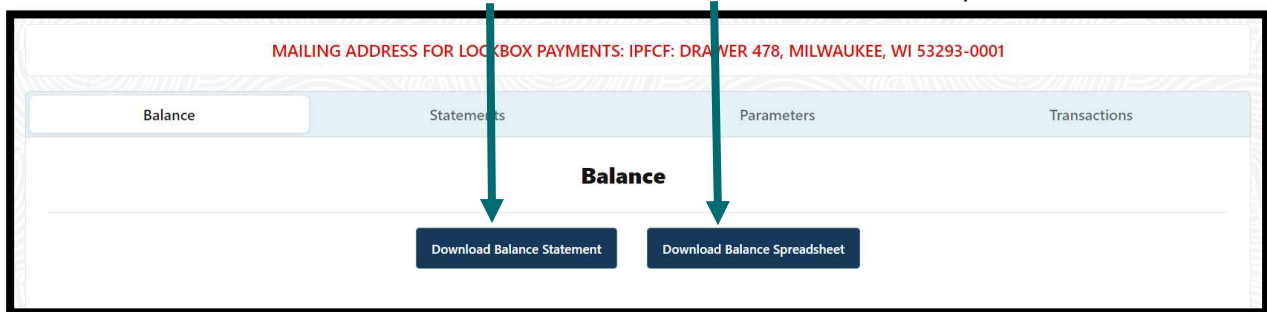 MAILING ADDRESS FOR LOCKBOX PAYMENTS: IPFCF: DRAWER 478, MILWAUKEE, WI 53293-0001
Balance Statements Parameters Transactions
Balance
Download Balance Statement Download Balance Spreadsheet